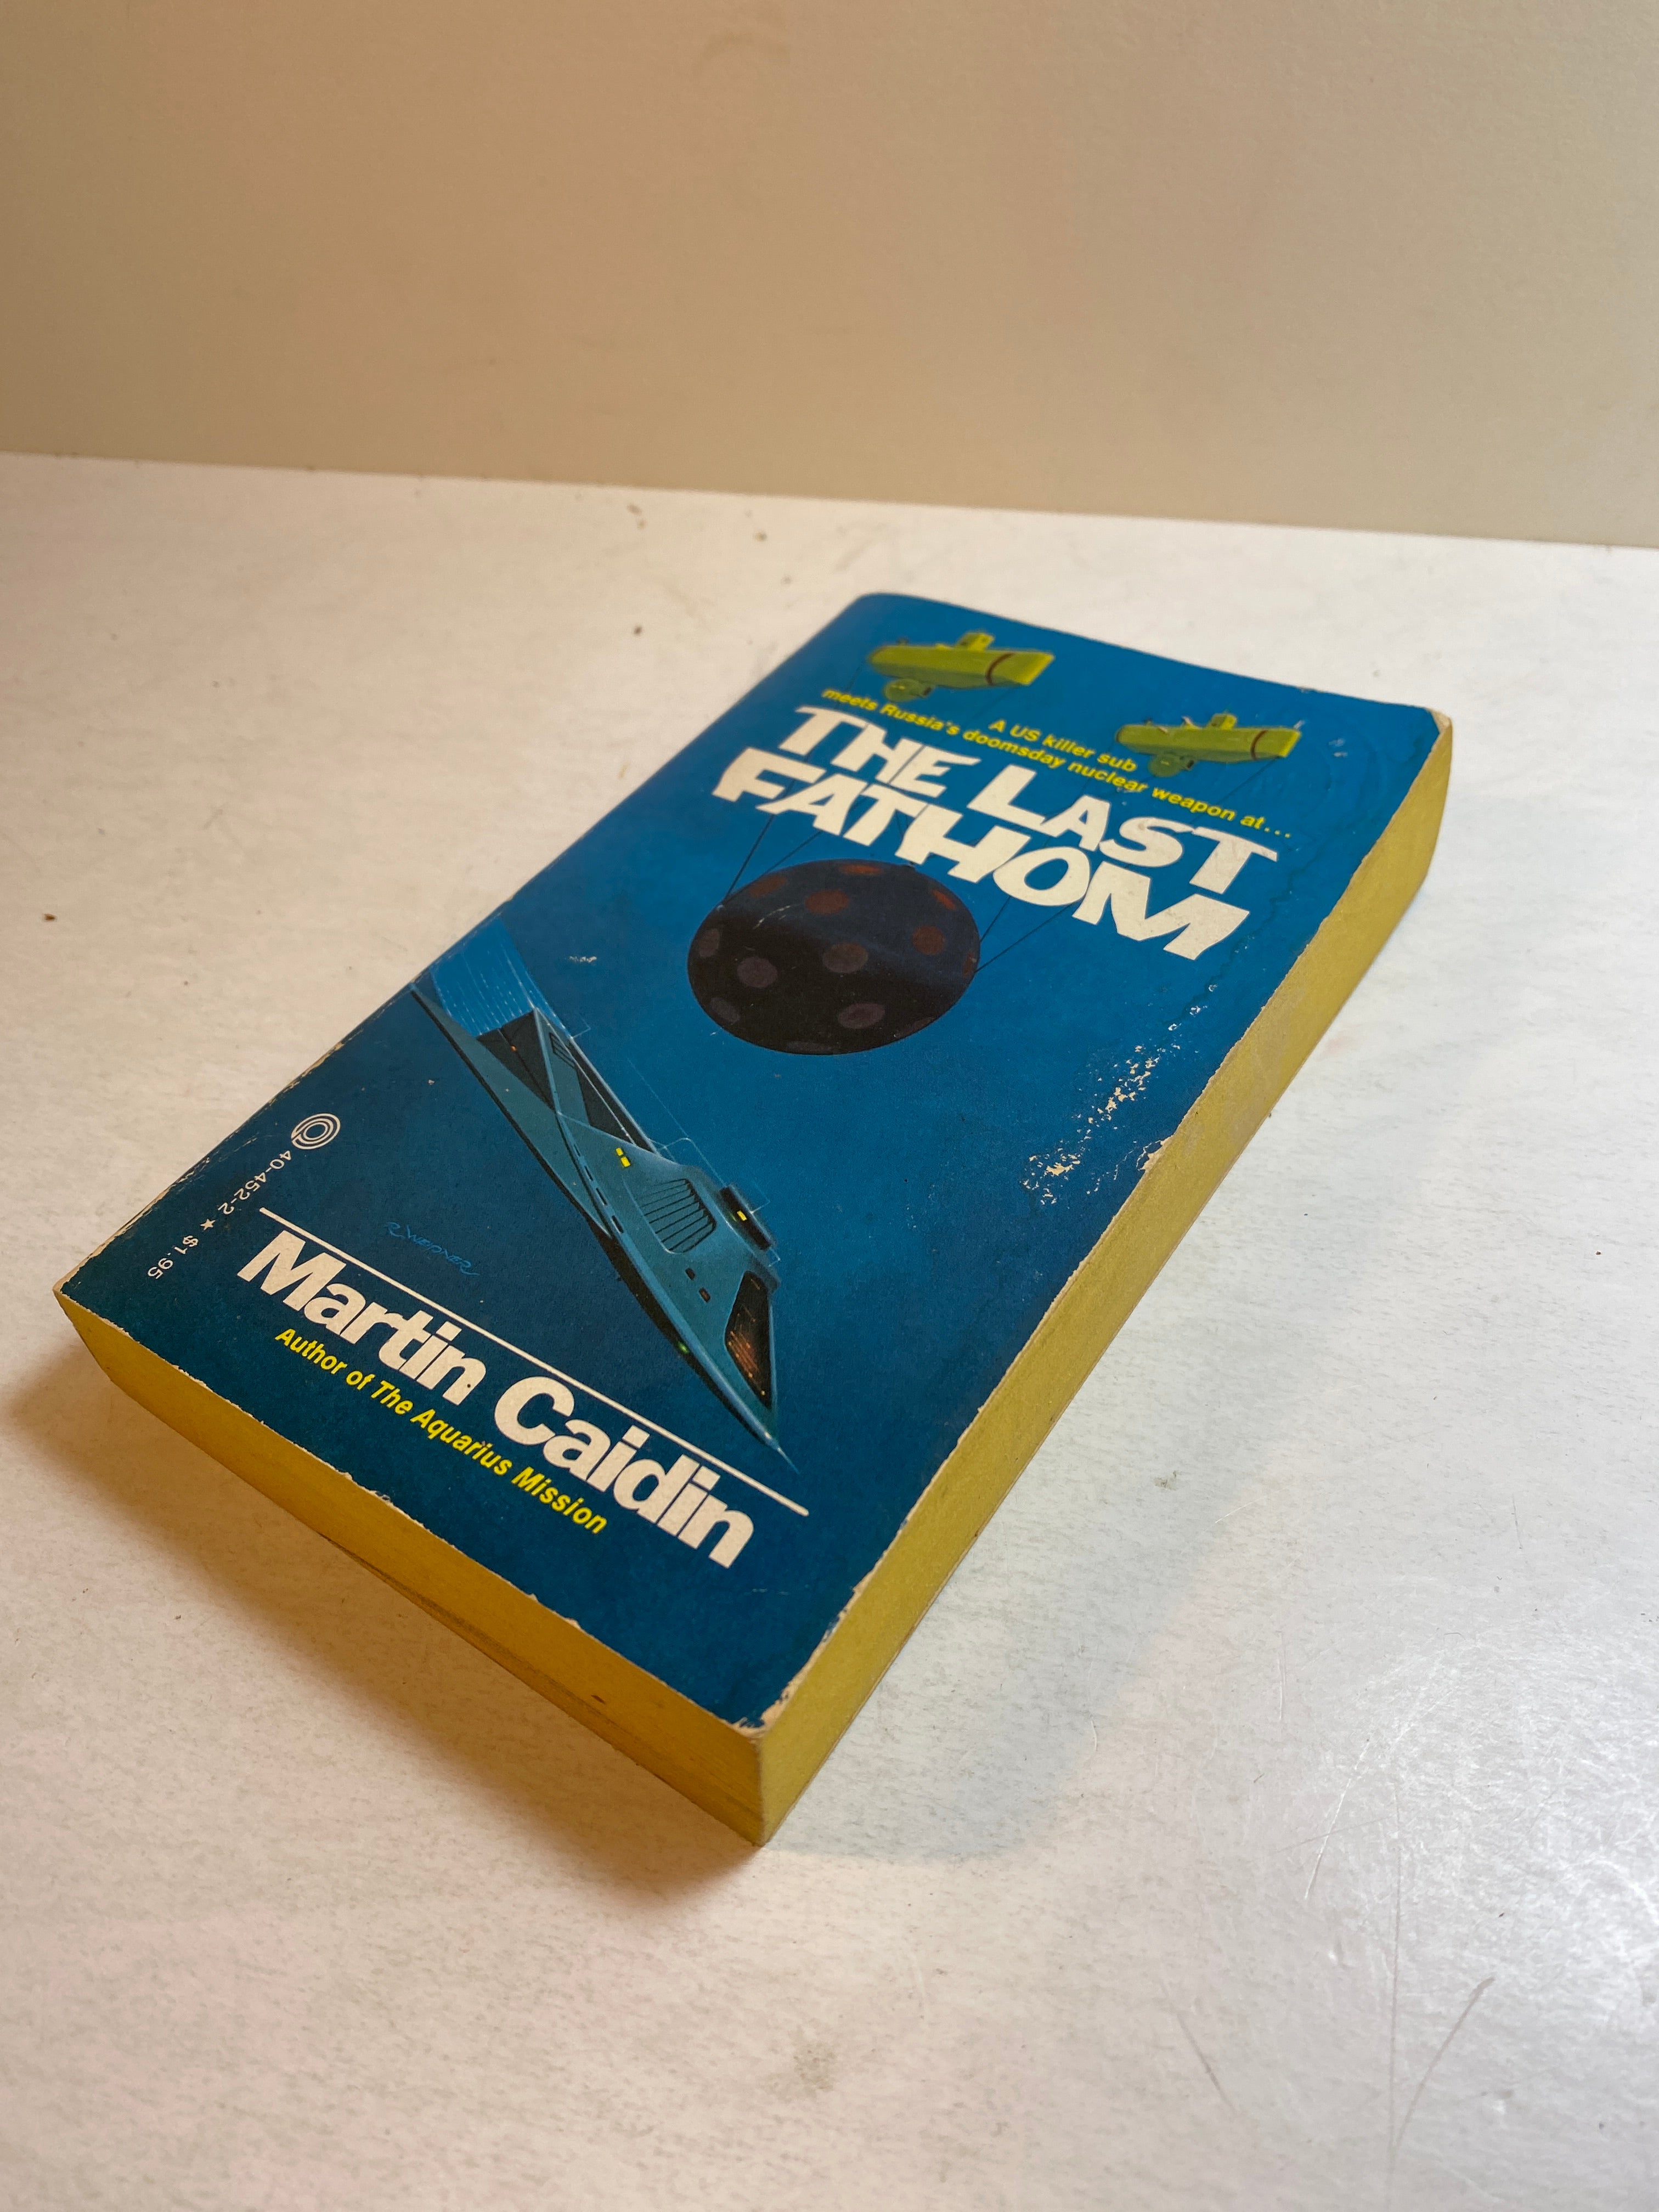 A US killer sub
meets Russia's doomsday nuclear weapon at...
THE LAST
FATHOM
R. WERNER
40-452-2 ★ $1.95
Martin Caidin
Author of The Aquarius Mission